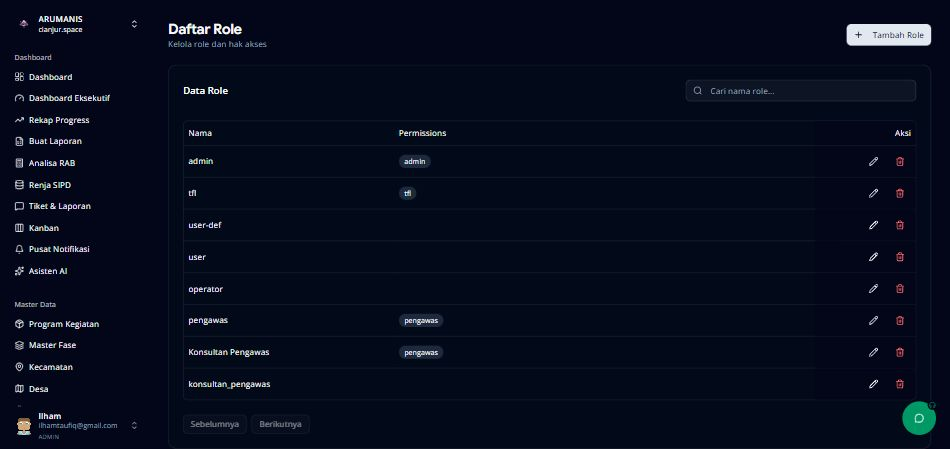 ARUMANIS
cianjur.space
Dashboard
Dashboard
Dashboard Eksekutif
Rekap Progress
Buat Laporan
Analisa RAB
Renja SIPD
Tiket & Laporan
Kanban
Pusat Notifikasi
Asisten AI
Master Data
Program Kegiatan
Master Fase
Kecamatan
Desa
Ilham
ilhamtaufiq@gmail.com
ADMIN
Daftar Role
Kelola role dan hak akses
+ Tambah Role
Data Role
Cari nama role...
Nama Permissions Aksi
admin admin
tfl tfl
user-def
user
operator
pengawas pengawas
Konsultan Pengawas pengawas
konsultan_pengawas
Sebelumnya Berikutnya